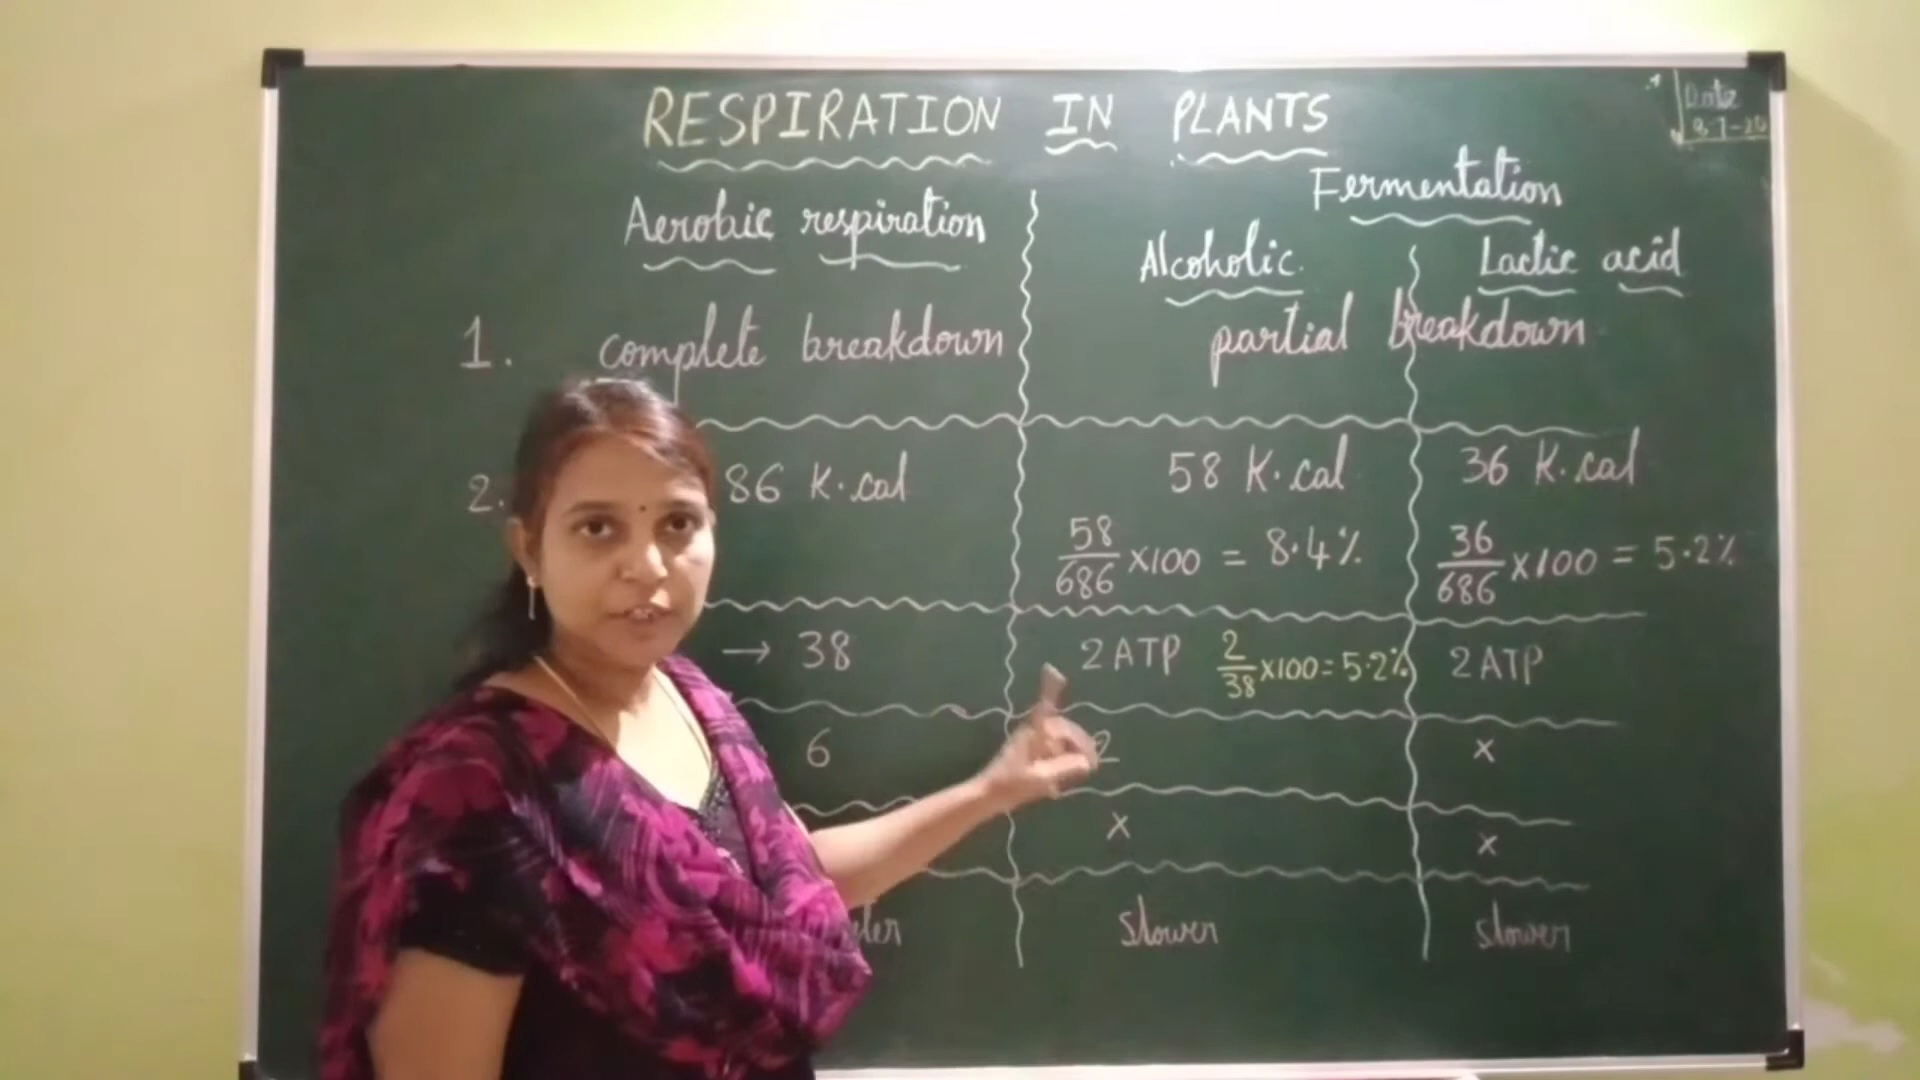 RESPIRATION IN PLANTS
Date
Fermentation
Aerobic respiration
Alcoholic.
Lactic acid
1. complete breakdown
partial breakdown
2. 86 K.cal
58 K.cal
36 K.cal
58/686 x100 = 8.4%
36/686 x100 = 5.2%
→ 38
2 ATP 2/38 x100 = 5.2%
2 ATP
6
2
x
x
x
slower
slower